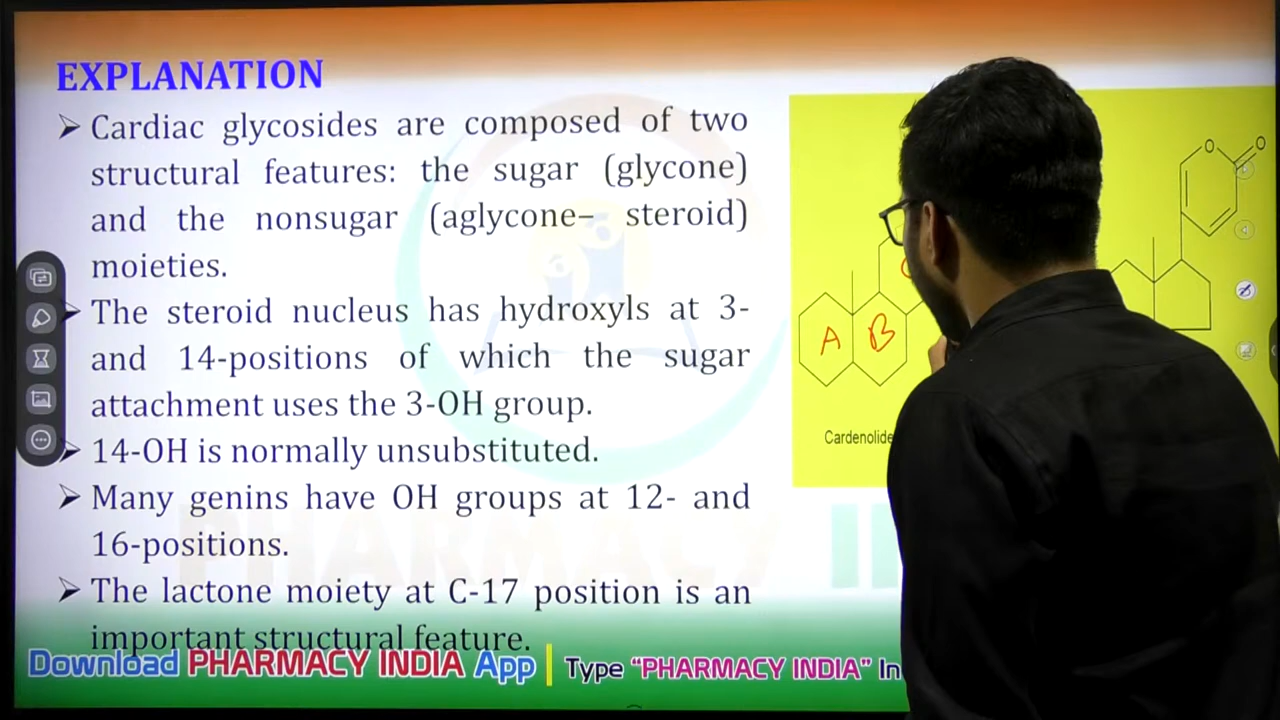 EXPLANATION
➢ Cardiac glycosides are composed of two
structural features: the sugar (glycone)
and the nonsugar (aglycone– steroid)
moieties.
➢ The steroid nucleus has hydroxyls at 3-
and 14-positions of which the sugar
attachment uses the 3-OH group.
➢ 14-OH is normally unsubstituted.
➢ Many genins have OH groups at 12- and
16-positions.
➢ The lactone moiety at C-17 position is an
important structural feature.
O
O
A B
Cardenolide
PHARMACY
Download PHARMACY INDIA App | Type “PHARMACY INDIA” In